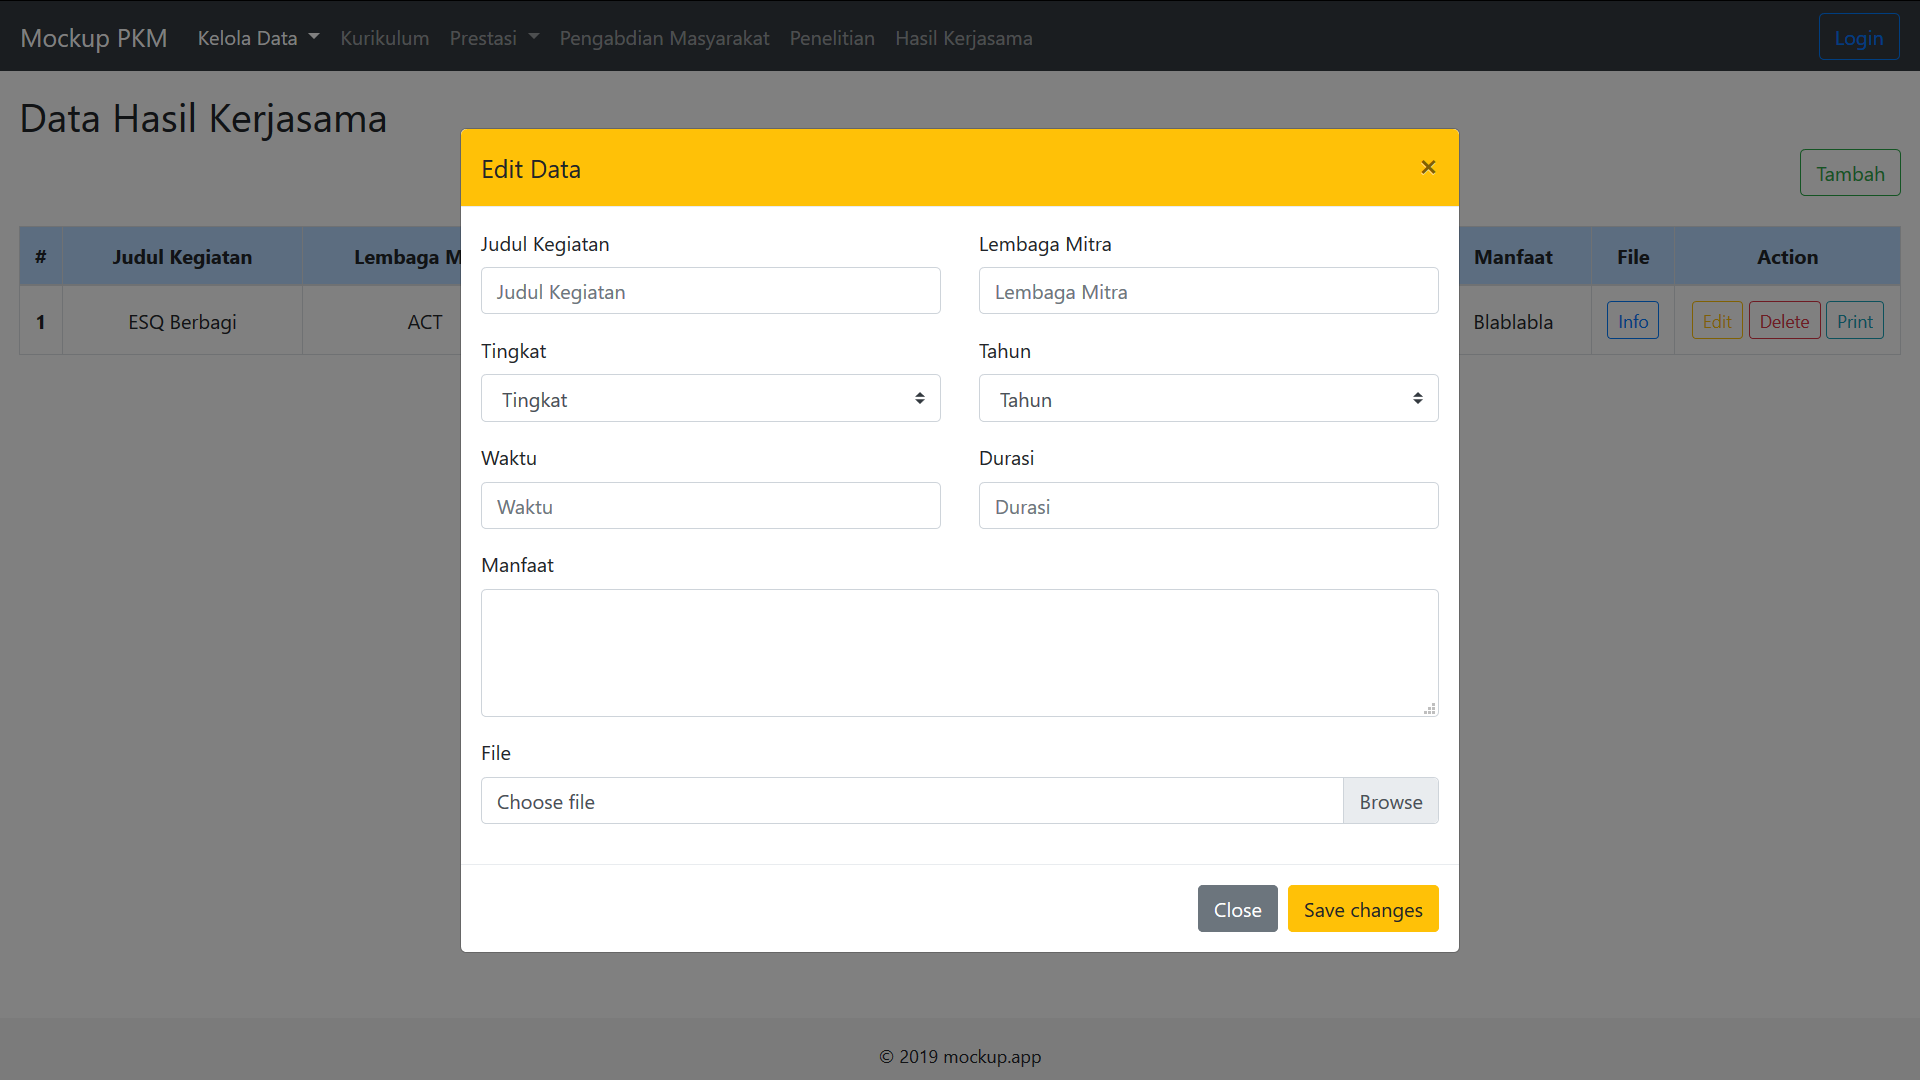 Mockup PKM Kelola Data Kurikulum Prestasi Pengabdian Masyarakat Penelitian Hasil Kerjasama Login
Data Hasil Kerjasama
Tambah
# Judul Kegiatan Lembaga M Manfaat File Action
1 ESQ Berbagi ACT Blablabla Info Edit Delete Print
Edit Data ×
Judul Kegiatan Lembaga Mitra
Judul Kegiatan Lembaga Mitra
Tingkat Tahun
Tingkat Tahun
Waktu Durasi
Waktu Durasi
Manfaat
File
Choose file Browse
Close Save changes
© 2019 mockup.app